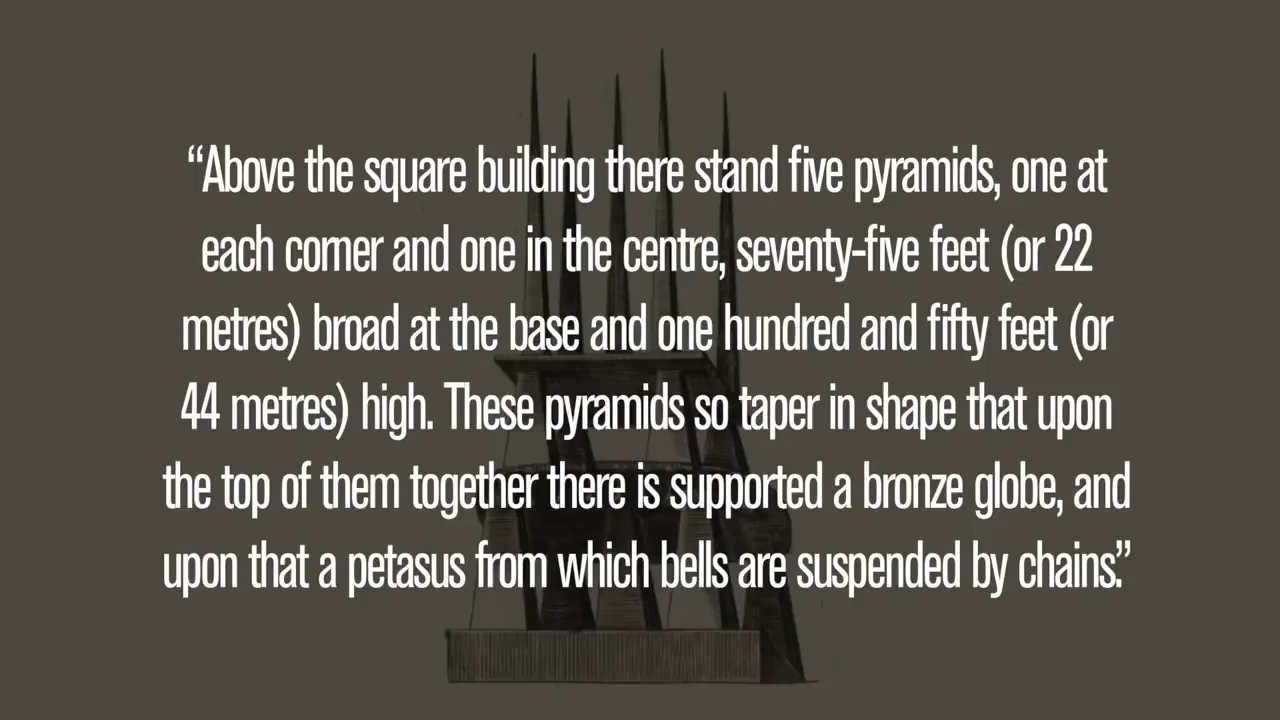 “Above the square building there stand five pyramids, one at
each corner and one in the centre, seventy-five feet (or 22
metres) broad at the base and one hundred and fifty feet (or
44 metres) high. These pyramids so taper in shape that upon
the top of them together there is supported a bronze globe, and
upon that a petasus from which bells are suspended by chains.”